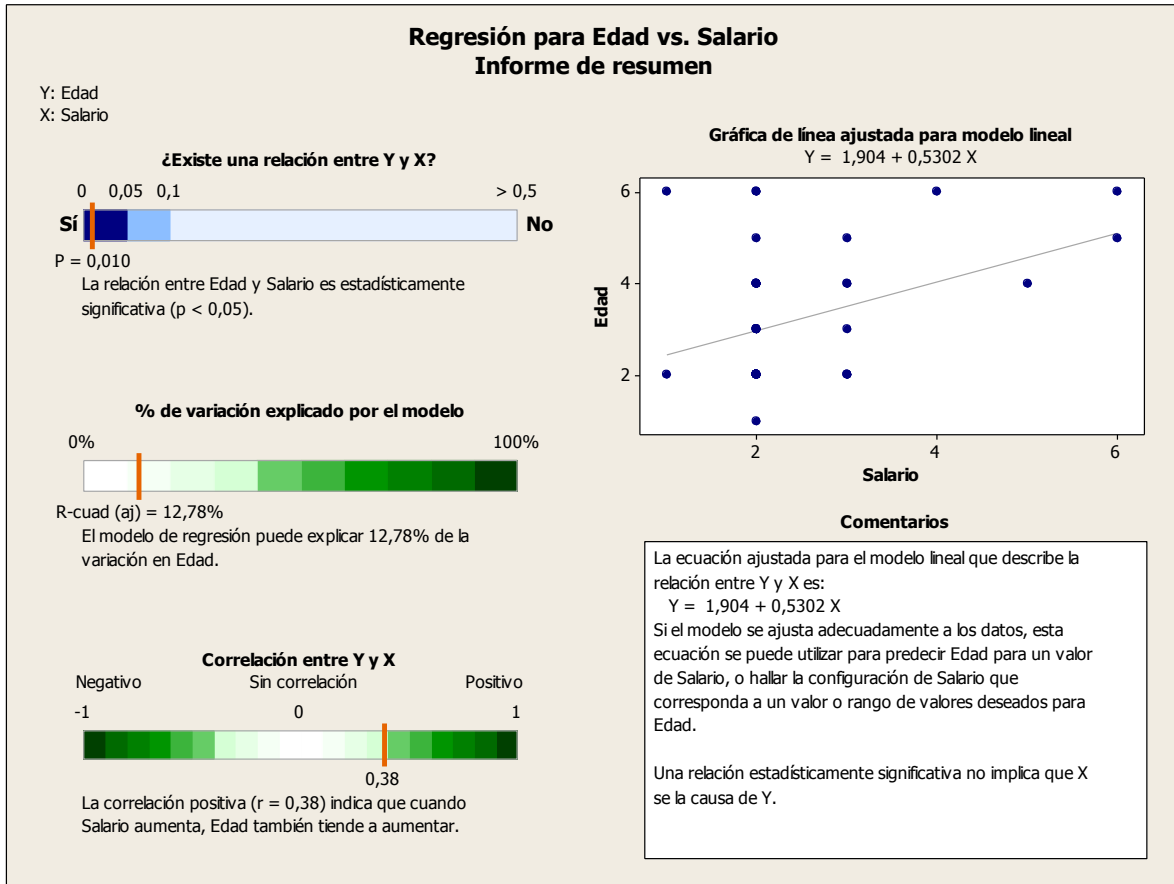 Regresión para Edad vs. Salario
Informe de resumen
Y: Edad
X: Salario
¿Existe una relación entre Y y X?
0 0,05 0,1 > 0,5
Sí No
P = 0,010
La relación entre Edad y Salario es estadísticamente
significativa (p < 0,05).
% de variación explicado por el modelo
0% 100%
R-cuad (aj) = 12,78%
El modelo de regresión puede explicar 12,78% de la
variación en Edad.
Correlación entre Y y X
Negativo Sin correlación Positivo
-1 0 1
0,38
La correlación positiva (r = 0,38) indica que cuando
Salario aumenta, Edad también tiende a aumentar.
Gráfica de línea ajustada para modelo lineal
Y = 1,904 + 0,5302 X
6
4
2
Edad
2 4 6
Salario
Comentarios
La ecuación ajustada para el modelo lineal que describe la
relación entre Y y X es:
Y = 1,904 + 0,5302 X
Si el modelo se ajusta adecuadamente a los datos, esta
ecuación se puede utilizar para predecir Edad para un valor
de Salario, o hallar la configuración de Salario que
corresponda a un valor o rango de valores deseados para
Edad.
Una relación estadísticamente significativa no implica que X
se la causa de Y.